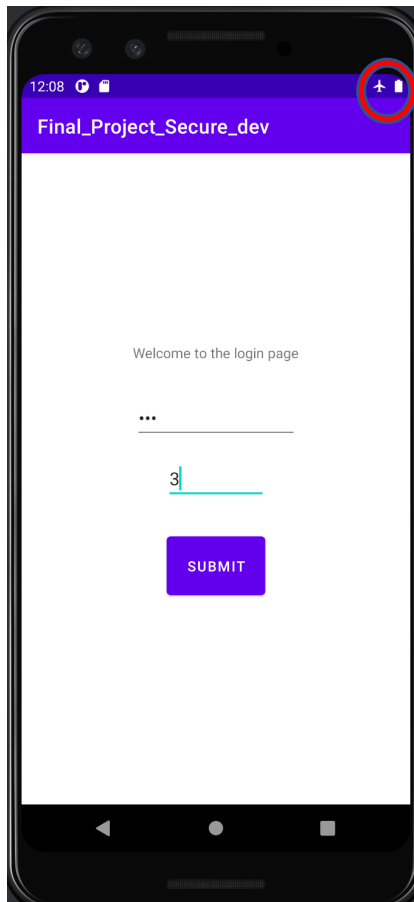 12:08
Final_Project_Secure_dev
Welcome to the login page
•••
3
SUBMIT